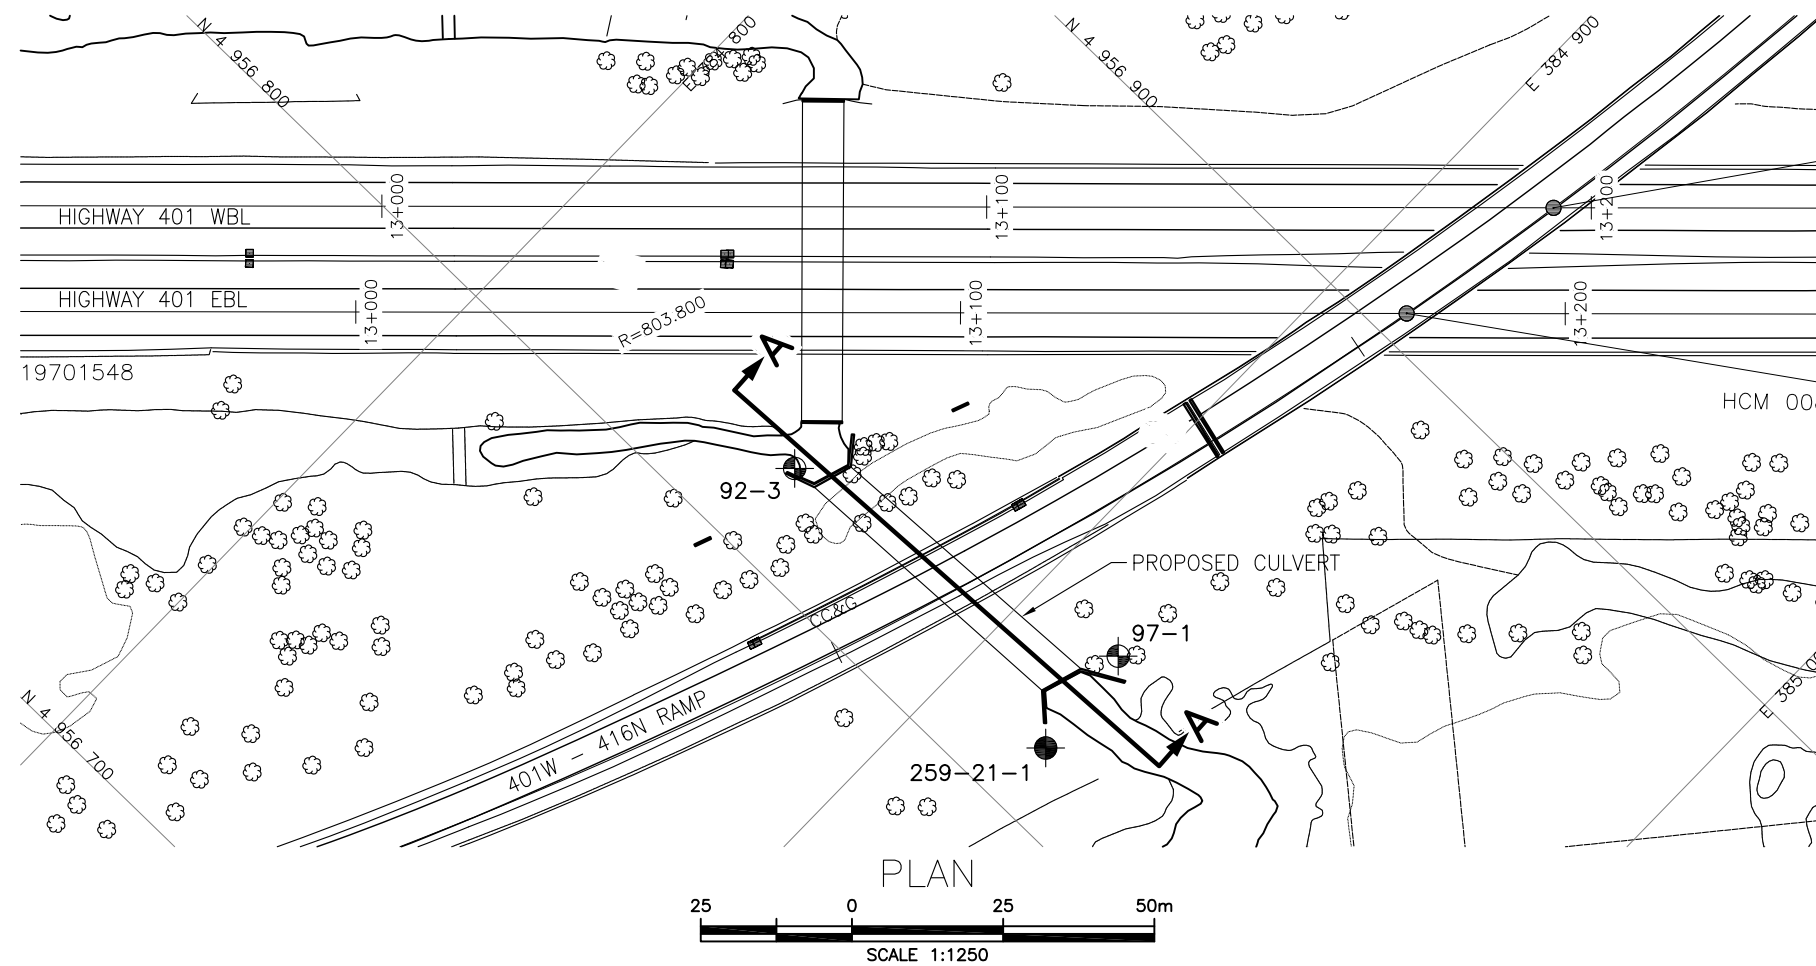 N 4 956 800
E 384 800
N 4 956 900
E 384 900
HIGHWAY 401 WBL
13+000
13+100
13+200
HIGHWAY 401 EBL
13+000
R=803.800
13+100
13+200
A
19701548
HCM 00
92-3
PROPOSED CULVERT
CC&G
97-1
N 4 956 700
401W - 416N RAMP
A
E 385
259-21-1
PLAN
25 0 25 50m
SCALE 1:1250